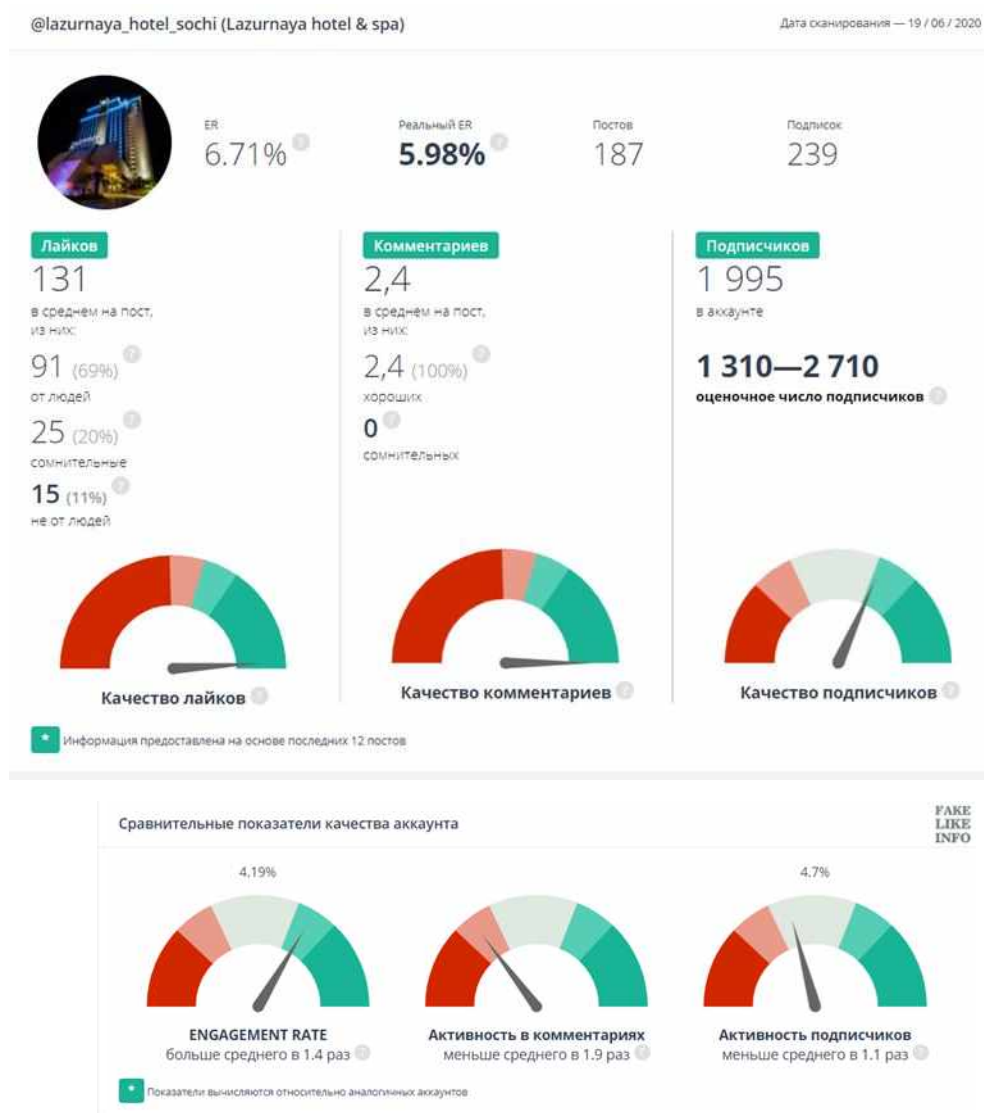 @lazurnaya_hotel_sochi (Lazurnaya hotel & spa)
Дата сканирования — 19 / 06 / 2020
ER
6.71% ?
Реальный ER
5.98% ?
Постов
187
Подписок
239
Лайков
131
в среднем на пост,
из них:
91 (69%) ?
от людей
25 (20%) ?
сомнительные
15 (11%) ?
не от людей
Качество лайков ?
Комментариев
2,4
в среднем на пост,
из них:
2,4 (100%) ?
хороших
0 ?
сомнительных
Качество комментариев ?
Подписчиков
1 995
в аккаунте
1 310—2 710
оценочное число подписчиков ?
Качество подписчиков ?
* Информация предоставлена на основе последних 12 постов
Сравнительные показатели качества аккаунта
FAKE
LIKE
INFO
4.19%
ENGAGEMENT RATE
больше среднего в 1.4 раз ?
Активность в комментариях
меньше среднего в 1.9 раз ?
4.7%
Активность подписчиков
меньше среднего в 1.1 раз ?
* Показатели вычисляются относительно аналогичных аккаунтов